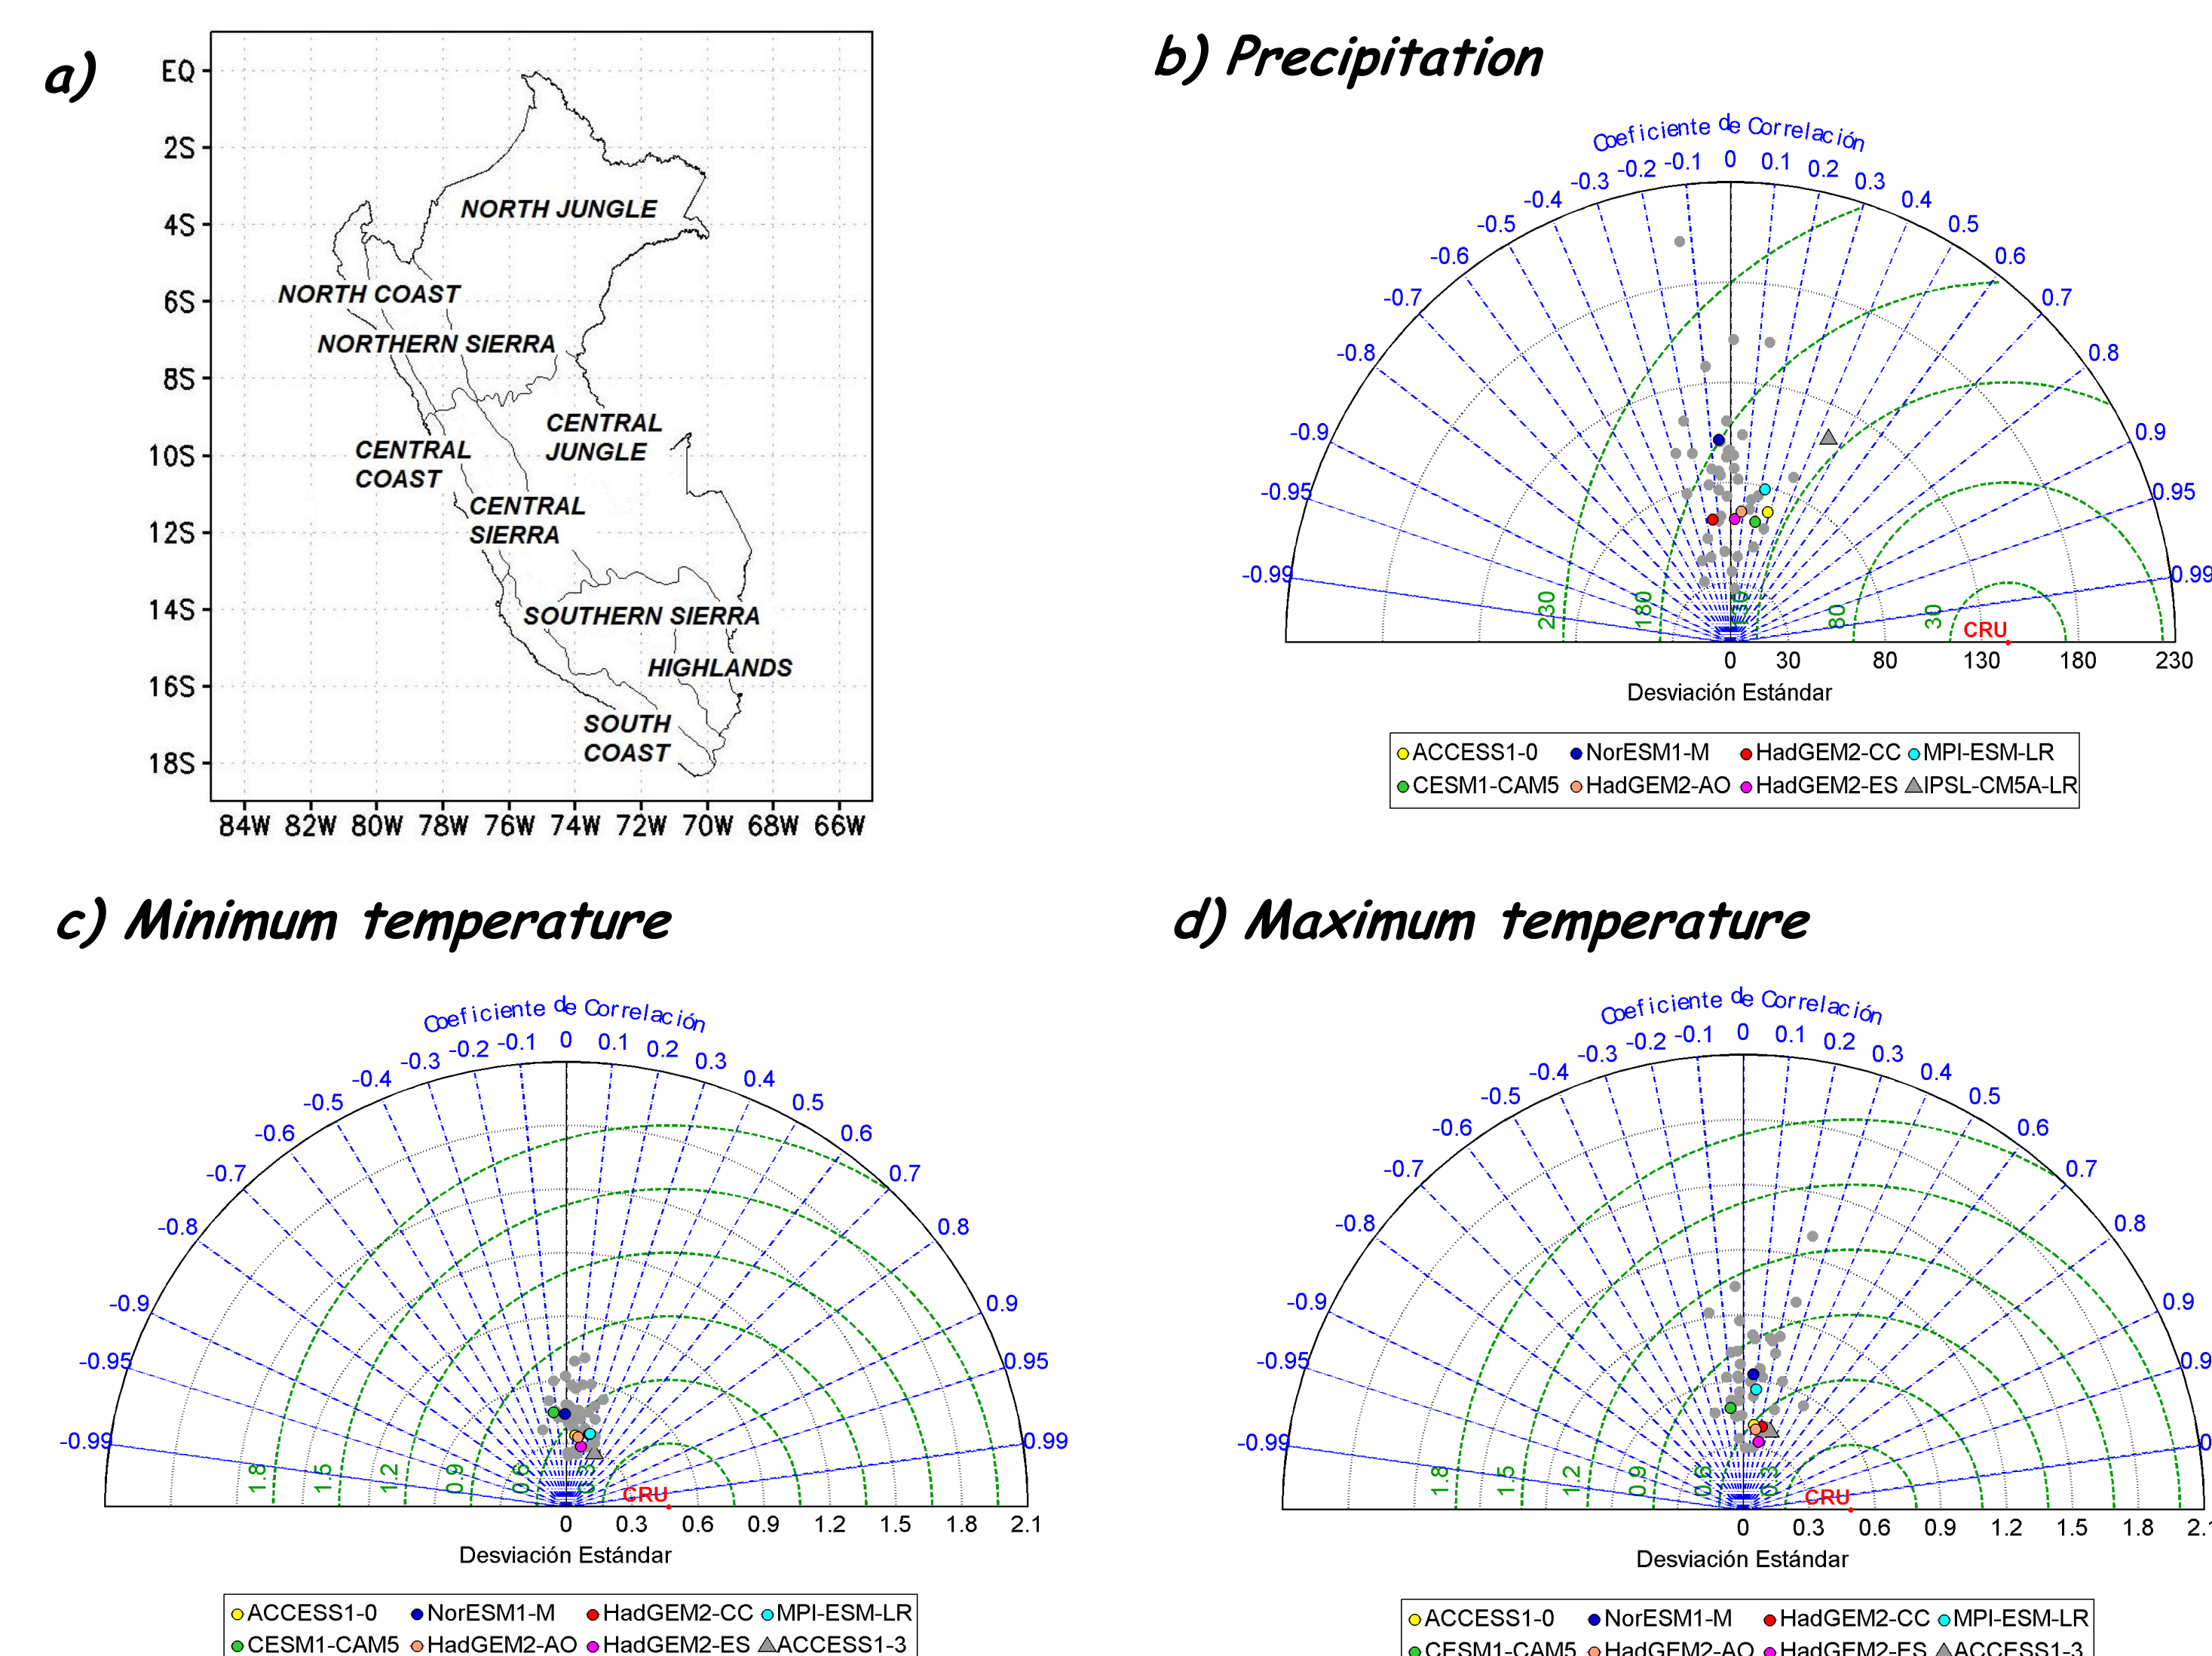 a)
EQ
2S
4S
6S
8S
10S
12S
14S
16S
18S
84W 82W 80W 78W 76W 74W 72W 70W 68W 66W
NORTH JUNGLE
NORTH COAST
NORTHERN SIERRA
CENTRAL
JUNGLE
CENTRAL
COAST
CENTRAL
SIERRA
SOUTHERN SIERRA
HIGHLANDS
SOUTH
COAST
b) Precipitation
Coeficiente de Correlación
-0.99 -0.95 -0.9 -0.8 -0.7 -0.6 -0.5 -0.4 -0.3 -0.2 -0.1 0 0.1 0.2 0.3 0.4 0.5 0.6 0.7 0.8 0.9 0.95 0.99
230 180 130 80 30
CRU
0 30 80 130 180 230
Desviación Estándar
ACCESS1-0 NorESM1-M HadGEM2-CC MPI-ESM-LR
CESM1-CAM5 HadGEM2-AO HadGEM2-ES IPSL-CM5A-LR
c) Minimum temperature
Coeficiente de Correlación
-0.99 -0.95 -0.9 -0.8 -0.7 -0.6 -0.5 -0.4 -0.3 -0.2 -0.1 0 0.1 0.2 0.3 0.4 0.5 0.6 0.7 0.8 0.9 0.95 0.99
1.8 1.5 1.2 0.9 0.6 0.3
CRU
0 0.3 0.6 0.9 1.2 1.5 1.8 2.1
Desviación Estándar
ACCESS1-0 NorESM1-M HadGEM2-CC MPI-ESM-LR
CESM1-CAM5 HadGEM2-AO HadGEM2-ES ACCESS1-3
d) Maximum temperature
Coeficiente de Correlación
-0.99 -0.95 -0.9 -0.8 -0.7 -0.6 -0.5 -0.4 -0.3 -0.2 -0.1 0 0.1 0.2 0.3 0.4 0.5 0.6 0.7 0.8 0.9
1.8 1.5 1.2 0.9 0.6 0.3
CRU
0 0.3 0.6 0.9 1.2 1.5 1.8
Desviación Estándar
ACCESS1-0 NorESM1-M HadGEM2-CC MPI-ESM-LR
CESM1-CAM5 HadGEM2-AO HadGEM2-ES ACCESS1-3